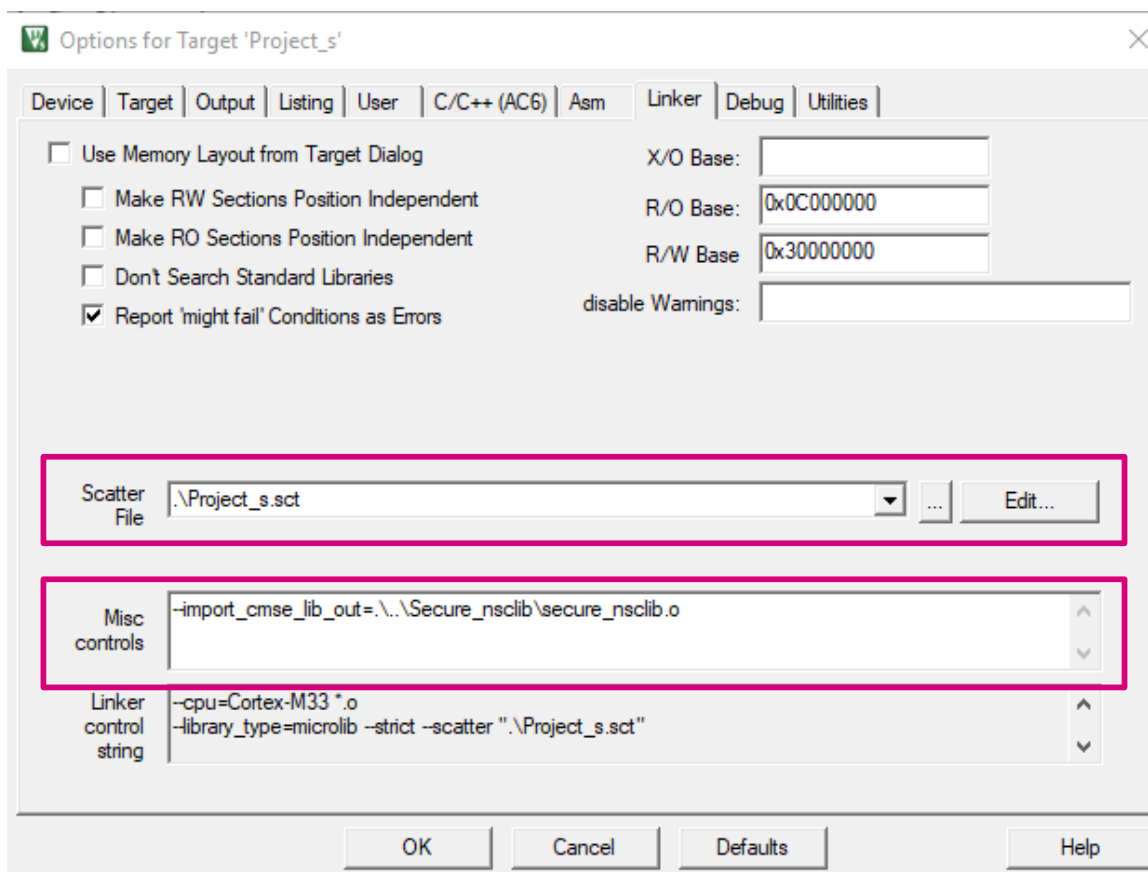 Options for Target 'Project_s'
Device Target Output Listing User C/C++ (AC6) Asm Linker Debug Utilities
Use Memory Layout from Target Dialog
Make RW Sections Position Independent
Make RO Sections Position Independent
Don't Search Standard Libraries
Report 'might fail' Conditions as Errors
X/O Base:
R/O Base: 0x0C000000
R/W Base 0x30000000
disable Warnings:
Scatter
File
.\Project_s.sct
... Edit...
Misc
controls
--import_cmse_lib_out=.\..\Secure_nsclib\secure_nsclib.o
Linker
control
string
--cpu=Cortex-M33 *.o
--library_type=microlib --strict --scatter ".\Project_s.sct"
OK Cancel Defaults Help